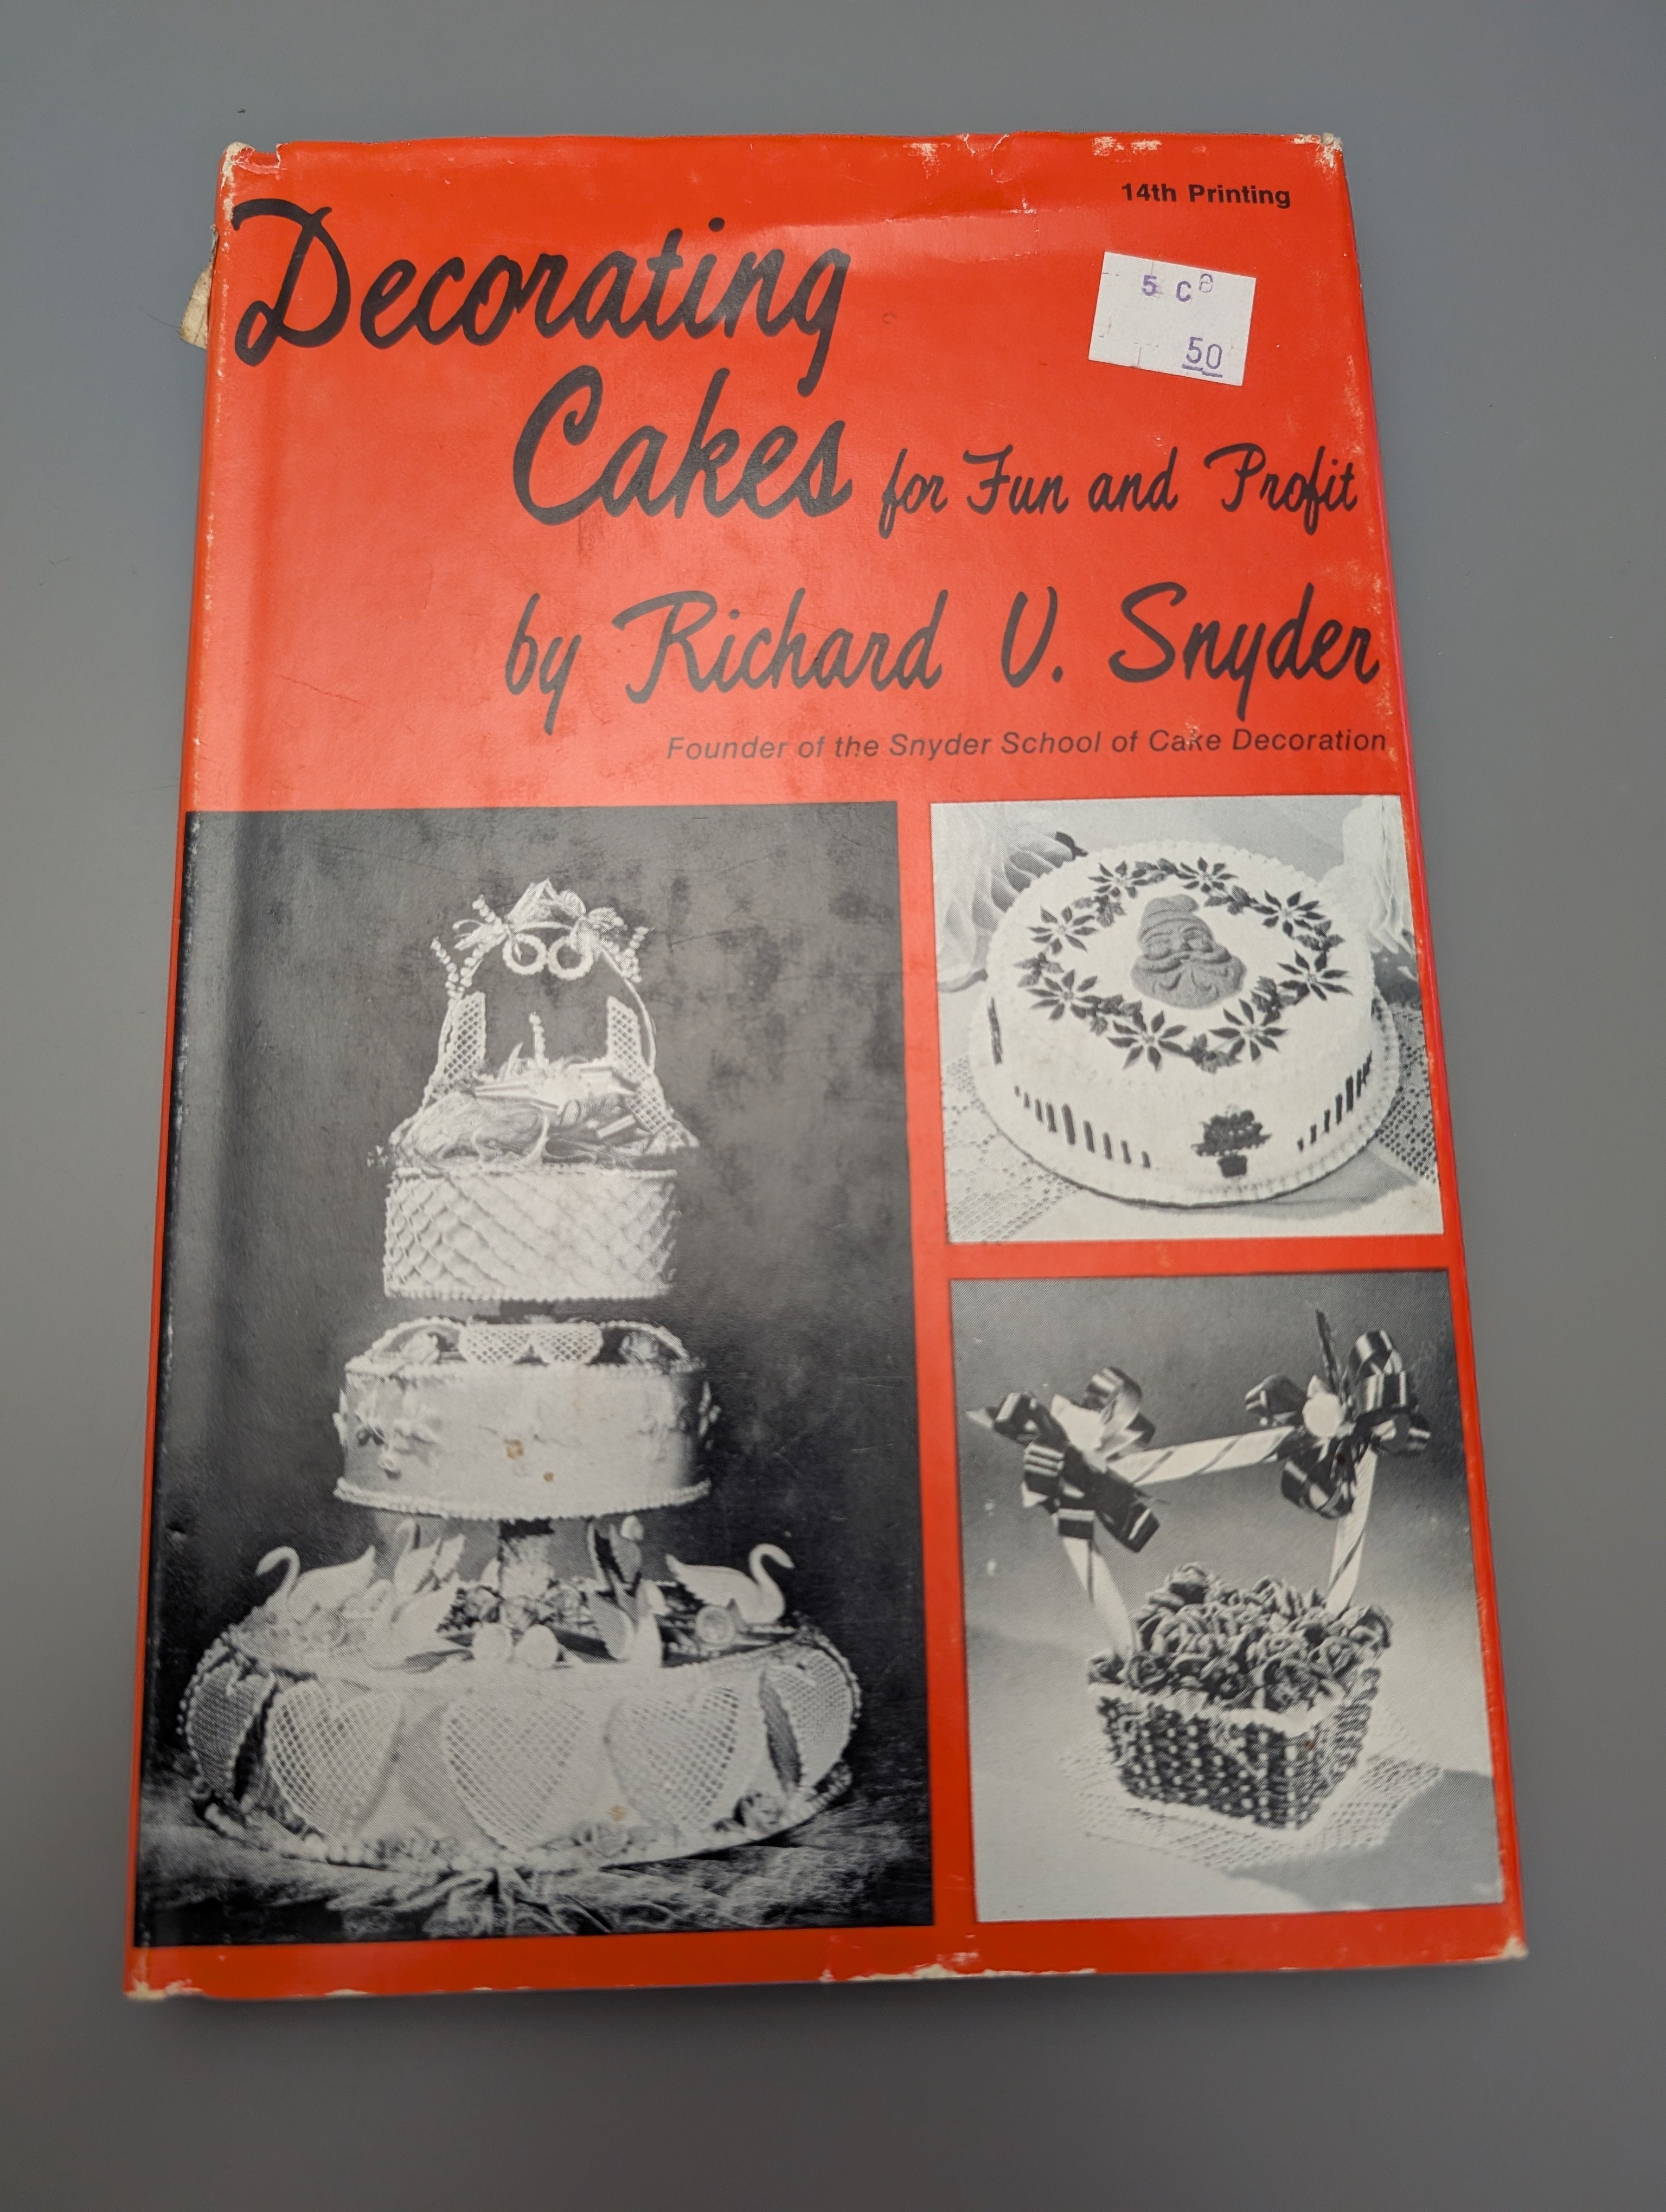 14th Printing
5 C
50
Decorating
Cakes for Fun and Profit
by Richard V. Snyder
Founder of the Snyder School of Cake Decoration